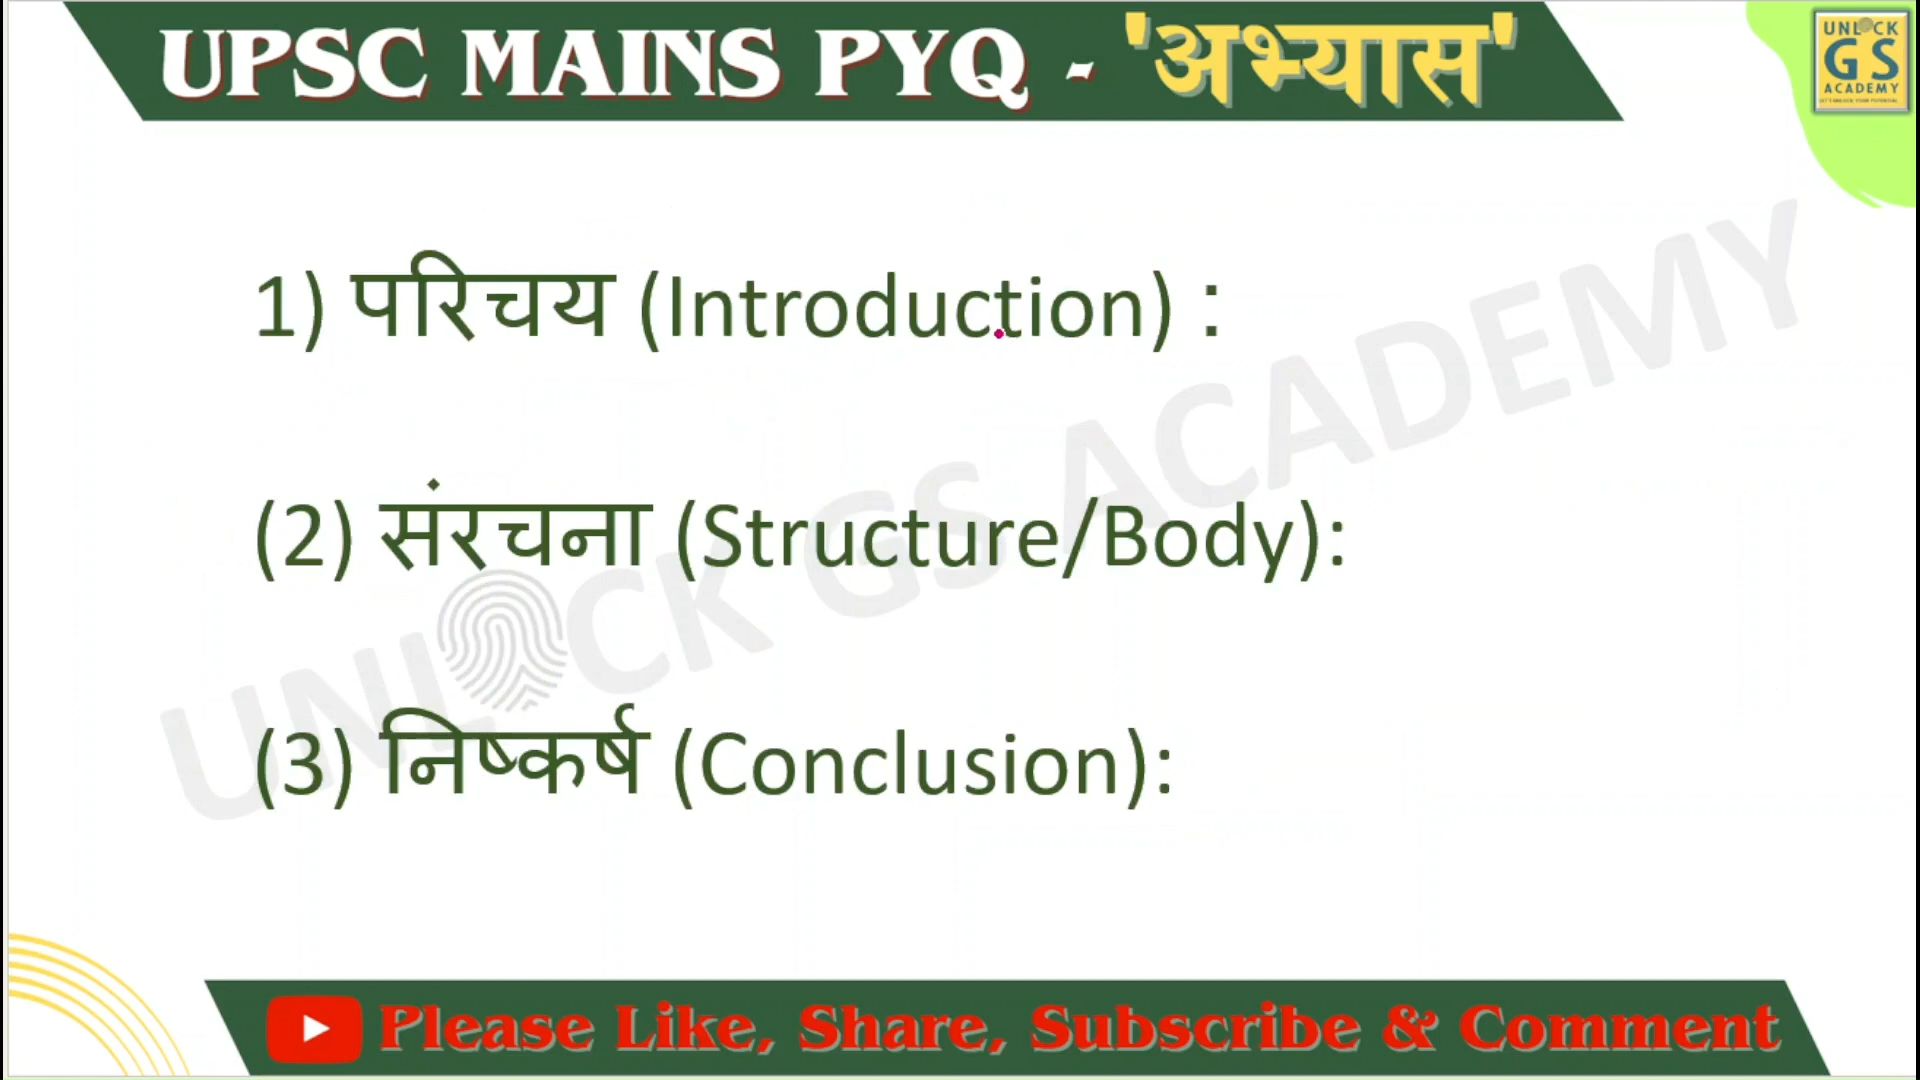 UPSC MAINS PYQ - 'अभ्यास'
UNLOCK
GS
ACADEMY
1) परिचय (Introduction) :
(2) संरचना (Structure/Body):
(3) निष्कर्ष (Conclusion):
UNLOCK GS ACADEMY
Please Like, Share, Subscribe & Comment